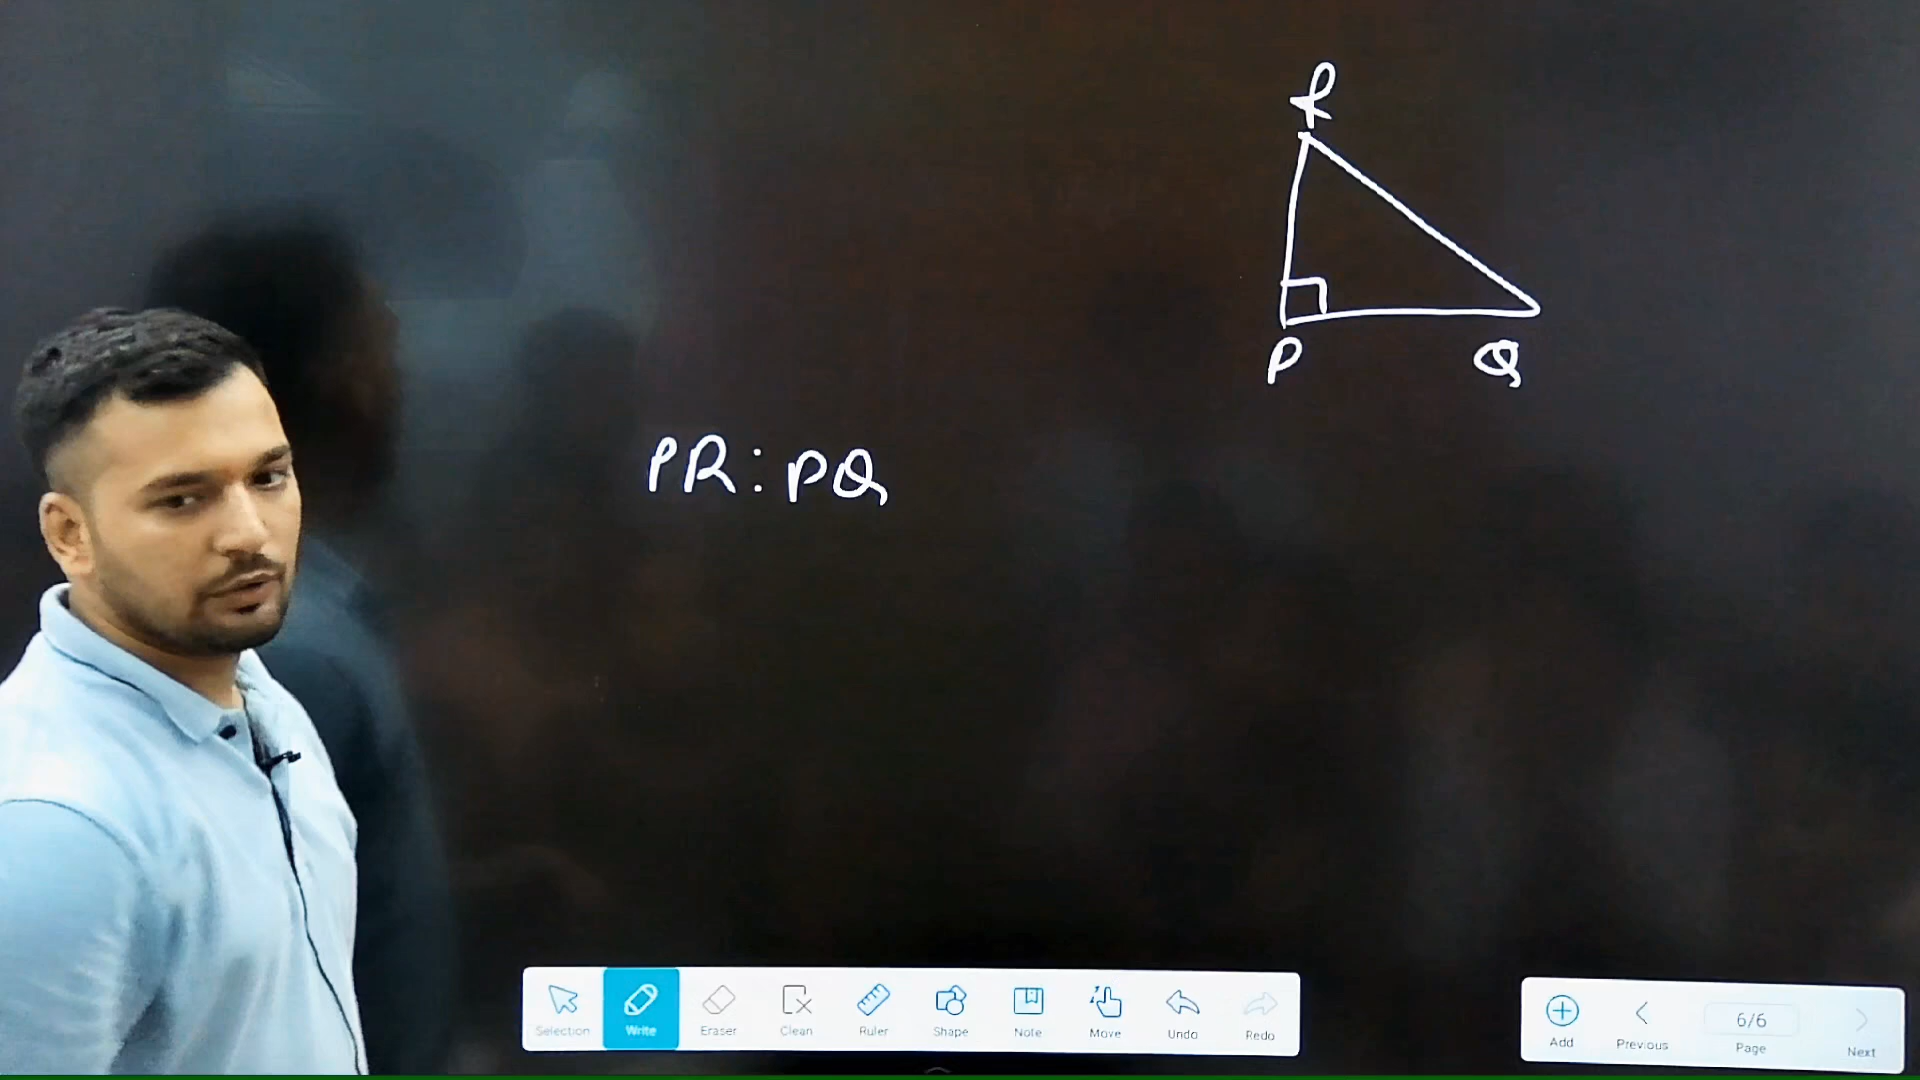 R
P Q
PR : PQ
Selection Write Eraser Clean Ruler Shape Note Move Undo Redo
Add Previous 6/6 Page Next